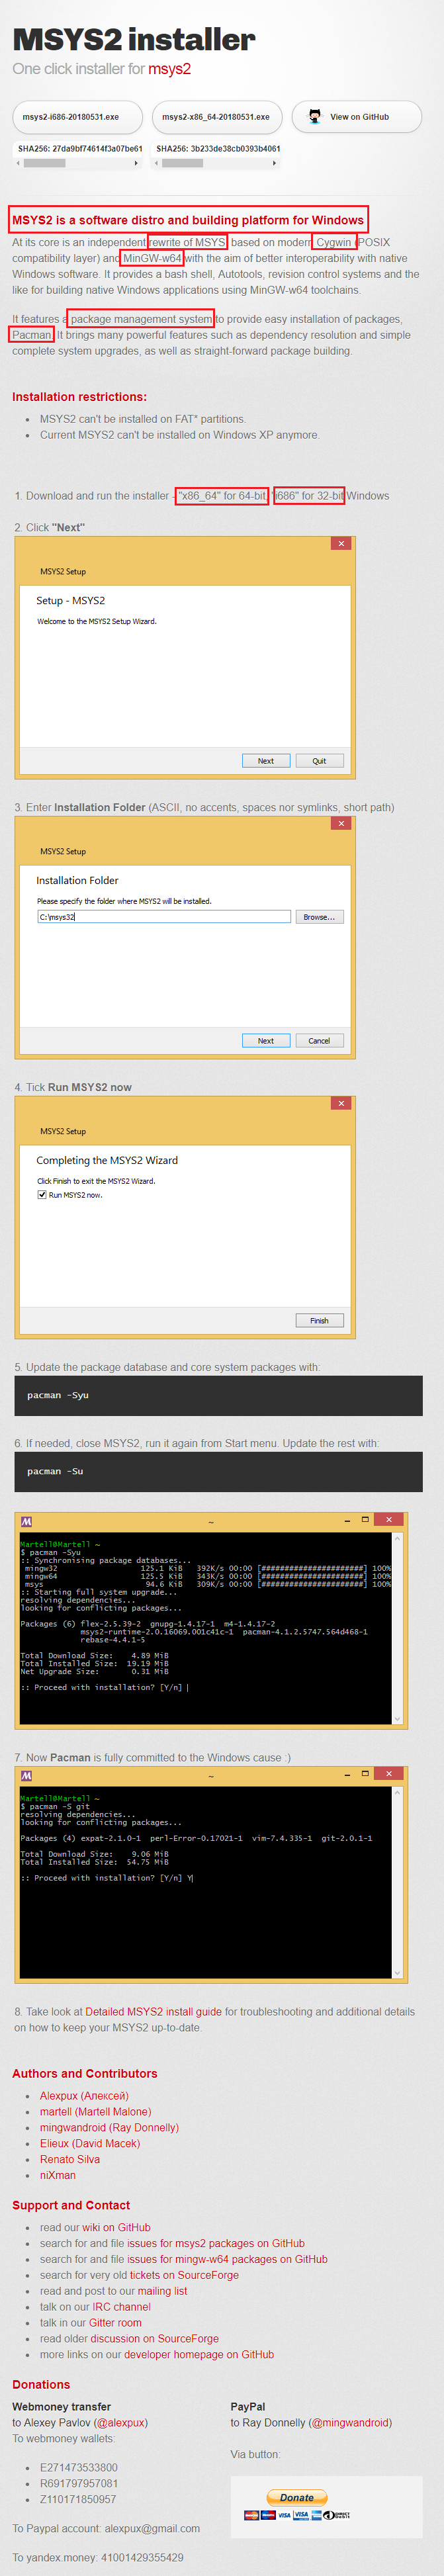 MSYS2 installer
One click installer for msys2
msys2-i686-20180531.exe
msys2-x86_64-20180531.exe
View on GitHub
SHA256: 27da9bf74614f3a07be61
SHA256: 3b233de38cb0393b4061
MSYS2 is a software distro and building platform for Windows
At its core is an independent rewrite of MSYS, based on modern Cygwin (POSIX
compatibility layer) and MinGW-w64 with the aim of better interoperability with native
Windows software. It provides a bash shell, Autotools, revision control systems and the
like for building native Windows applications using MinGW-w64 toolchains.
It features a package management system to provide easy installation of packages,
Pacman. It brings many powerful features such as dependency resolution and simple
complete system upgrades, as well as straight-forward package building.
Installation restrictions:
• MSYS2 can't be installed on FAT* partitions.
• Current MSYS2 can't be installed on Windows XP anymore.
1. Download and run the installer - "x86_64" for 64-bit, "i686" for 32-bit Windows
2. Click "Next"
MSYS2 Setup
Setup - MSYS2
Welcome to the MSYS2 Setup Wizard.
Next
Quit
3. Enter Installation Folder (ASCII, no accents, spaces nor symlinks, short path)
MSYS2 Setup
Installation Folder
Please specify the folder where MSYS2 will be installed.
C:\msys32
Browse...
Next
Cancel
4. Tick Run MSYS2 now
MSYS2 Setup
Completing the MSYS2 Wizard
Click Finish to exit the MSYS2 Wizard.
Run MSYS2 now.
Finish
5. Update the package database and core system packages with:
pacman -Syu
6. If needed, close MSYS2, run it again from Start menu. Update the rest with:
pacman -Su
~
Martell@Martell ~
$ pacman -Syu
:: Synchronising package databases...
mingw32 125.1 KiB 392K/s 00:00 [#######################] 100%
mingw64 125.5 KiB 343K/s 00:00 [#######################] 100%
msys 94.6 KiB 309K/s 00:00 [#######################] 100%
:: Starting full system upgrade...
resolving dependencies...
looking for conflicting packages...
Packages (6) flex-2.5.39-2 gnupg-1.4.17-1 m4-1.4.17-2
msys2-runtime-2.0.16069.001c41c-1 pacman-4.1.2.5747.564d468-1
rebase-4.4.1-5
Total Download Size: 4.89 MiB
Total Installed Size: 19.19 MiB
Net Upgrade Size: 0.31 MiB
:: Proceed with installation? [Y/n]
7. Now Pacman is fully committed to the Windows cause :)
~
Martell@Martell ~
$ pacman -S git
resolving dependencies...
looking for conflicting packages...
Packages (4) expat-2.1.0-1 perl-Error-0.17021-1 vim-7.4.335-1 git-2.0.1-1
Total Download Size: 9.06 MiB
Total Installed Size: 54.75 MiB
:: Proceed with installation? [Y/n] Y
8. Take look at Detailed MSYS2 install guide for troubleshooting and additional details
on how to keep your MSYS2 up-to-date.
Authors and Contributors
• Alexpux (Алексей)
• martell (Martell Malone)
• mingwandroid (Ray Donnelly)
• Elieux (David Macek)
• Renato Silva
• niXman
Support and Contact
• read our wiki on GitHub
• search for and file issues for msys2 packages on GitHub
• search for and file issues for mingw-w64 packages on GitHub
• search for very old tickets on SourceForge
• read and post to our mailing list
• talk on our IRC channel
• talk in our Gitter room
• read older discussion on SourceForge
• more links on our developer homepage on GitHub
Donations
Webmoney transfer
to Alexey Pavlov (@alexpux)
To webmoney wallets:
• E271473533800
• R691797957081
• Z110171850957
To Paypal account: alexpux@gmail.com
To yandex.money: 41001429355429
PayPal
to Ray Donnelly (@mingwandroid)
Via button:
Donate